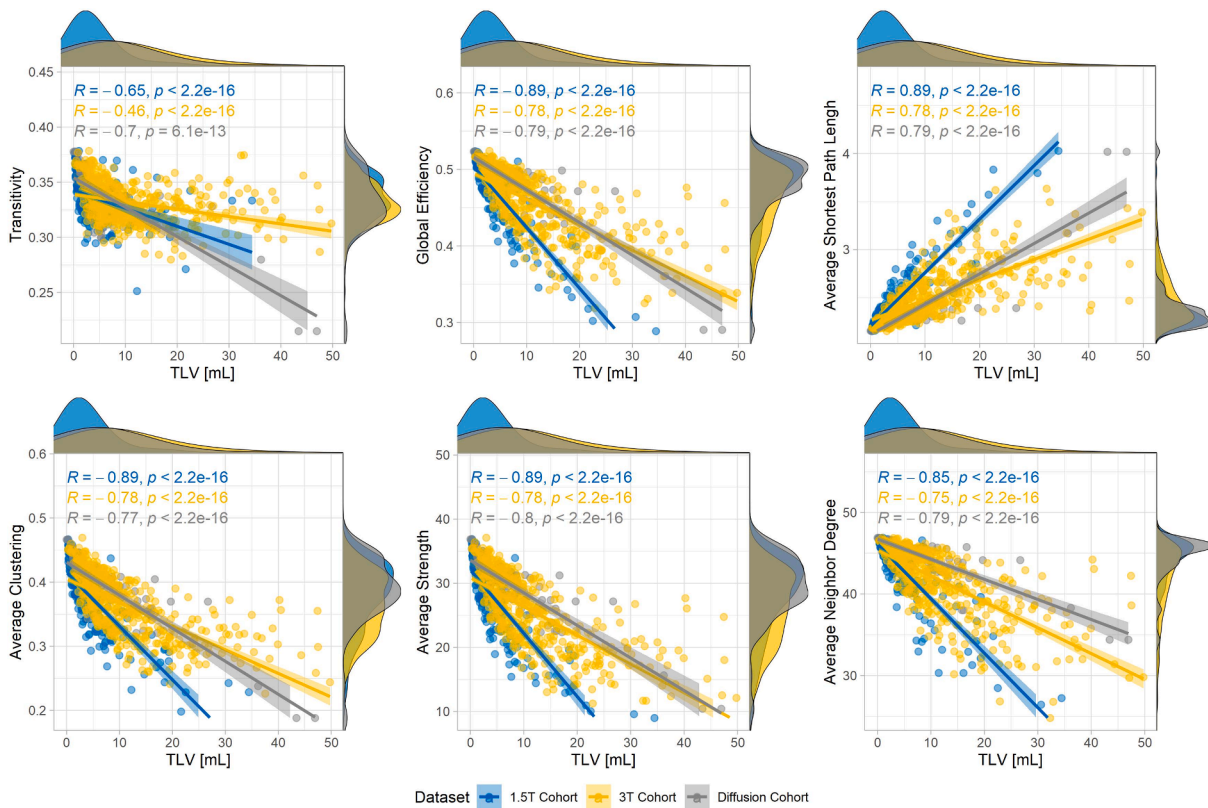 0.45
0.40
0.35
0.30
0.25
Transitivity
R = − 0.65, p < 2.2e-16
R = − 0.46, p < 2.2e-16
R = − 0.7, p = 6.1e-13
0 10 20 30 40 50
TLV [mL]
0.6
0.5
0.4
0.3
Global Efficiency
R = − 0.89, p < 2.2e-16
R = − 0.78, p < 2.2e-16
R = − 0.79, p < 2.2e-16
0 10 20 30 40 50
TLV [mL]
4
3
Average Shortest Path Lengh
R = 0.89, p < 2.2e-16
R = 0.78, p < 2.2e-16
R = 0.79, p < 2.2e-16
0 10 20 30 40 50
TLV [mL]
0.6
0.5
0.4
0.3
0.2
Average Clustering
R = − 0.89, p < 2.2e-16
R = − 0.78, p < 2.2e-16
R = − 0.77, p < 2.2e-16
0 10 20 30 40 50
TLV [mL]
50
40
30
20
10
Average Strength
R = − 0.89, p < 2.2e-16
R = − 0.78, p < 2.2e-16
R = − 0.8, p < 2.2e-16
0 10 20 30 40 50
TLV [mL]
50
40
30
Average Neighbor Degree
R = − 0.85, p < 2.2e-16
R = − 0.75, p < 2.2e-16
R = − 0.79, p < 2.2e-16
0 10 20 30 40 50
TLV [mL]
Dataset a 1.5T Cohort a 3T Cohort a Diffusion Cohort